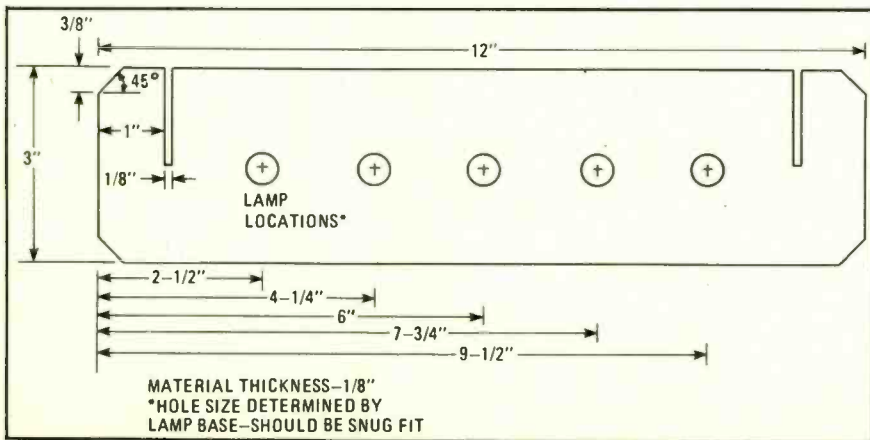 3/8"
12"
45°
1"
3"
1/8"
LAMP
LOCATIONS*
2-1/2"
4-1/4"
6"
7-3/4"
9-1/2"
MATERIAL THICKNESS-1/8"
*HOLE SIZE DETERMINED BY
LAMP BASE-SHOULD BE SNUG FIT